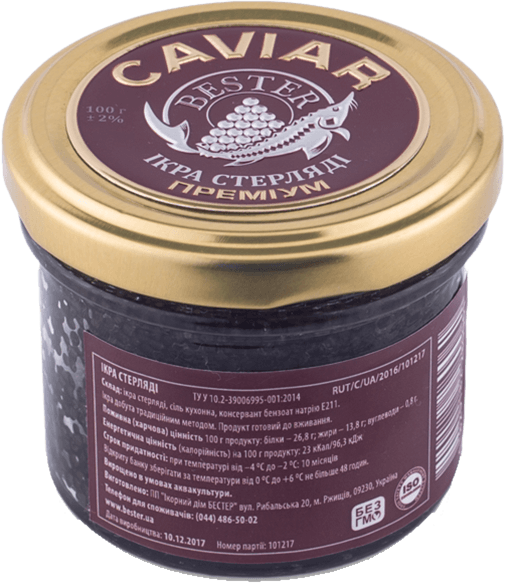 CAVIAR
BESTER
100 г
± 2%
ІКРА СТЕРЛЯДІ
ПРЕМІУМ
ІКРА СТЕРЛЯДІ
ТУ У 10.2-39006995-001:2014
RUT/C/UA/2016/101217
Склад: ікра стерляді, сіль кухонна, консервант бензоат натрію Е211.
Ікра добута традиційним методом. Продукт готовий до вживання.
Поживна (харчова) цінність 100 г продукту: білки – 26,8 г; жири – 13,8 г; вуглеводи – 0,8 г.
Енергетична цінність (калорійність) на 100 г продукту: 23 кКал/96,3 кДж
Строк придатності: при температурі від –4 ºC до –2 ºC: 10 місяців
Відкриту банку зберігати за температури від 0 ºC до +6 ºC не більше 48 годин.
Вирощено в умовах аквакультури.
Виготовлено: ПП "Ікорний дім БЕСТЕР" вул. Рибальська 20, м. Ржищів, 09230, Україна
Телефон для споживачів: (044) 486-50-02
www.bester.ua
Дата виробництва: 10.12.2017
Номер партії: 101217
БЕЗ
ГМО
ISO